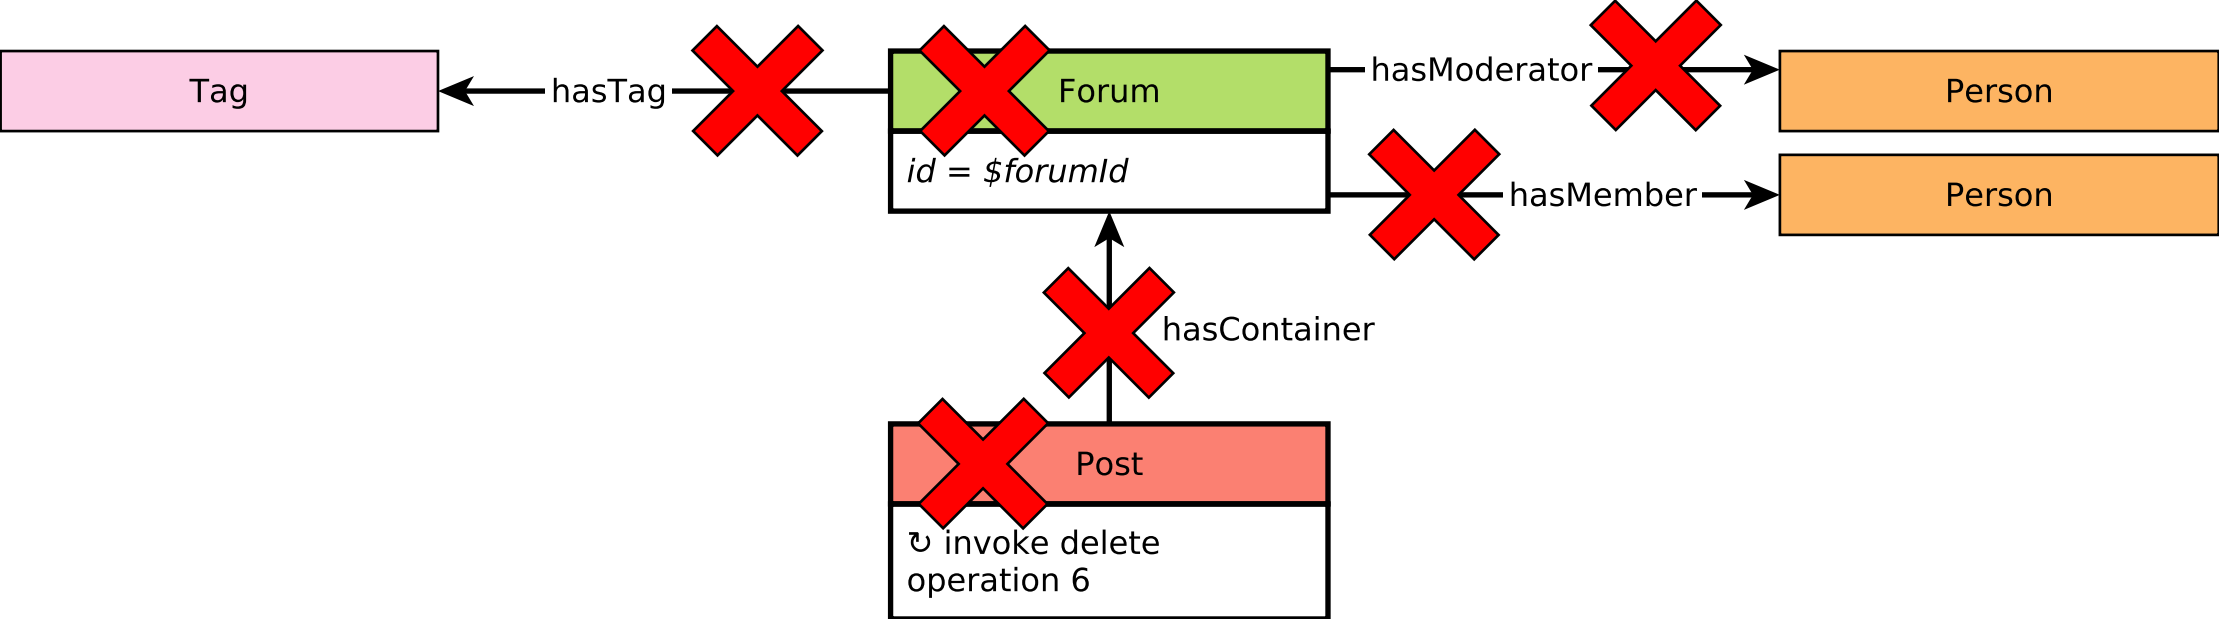 Tag
hasTag
Forum
id = $forumId
hasModerator
Person
hasMember
Person
hasContainer
Post
↻ invoke delete
operation 6